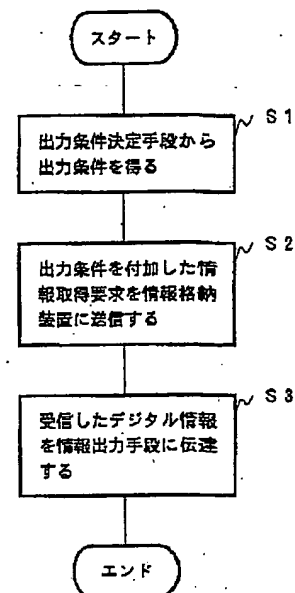 スタート
S1
出力条件決定手段から
出力条件を得る
S2
出力条件を付加した情
報取得要求を情報格納
装置に送信する
S3
受信したデジタル情報
を情報出力手段に伝達
する
エンド